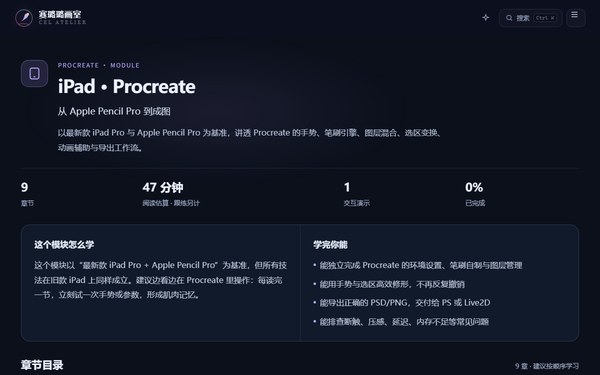 赛璐璐画室
CEL ATELIER
搜索 Ctrl K
PROCREATE • MODULE
iPad • Procreate
从 Apple Pencil Pro 到成图
以最新款 iPad Pro 与 Apple Pencil Pro 为基准，讲透 Procreate 的手势、笔刷引擎、图层混合、选区变换、
动画辅助与导出工作流。
9
章节
47 分钟
阅读估算 · 跟练另计
1
交互演示
0%
已完成
这个模块怎么学
这个模块以“最新款 iPad Pro + Apple Pencil Pro”为基准，但所有技
法在旧款 iPad 上同样成立。建议边看边在 Procreate 里操作：每读完
一节，立刻试一次手势或参数，形成肌肉记忆。
学完你能
• 能独立完成 Procreate 的环境设置、笔刷自制与图层管理
• 能用手势与选区高效修形，不再反复撤销
• 能导出正确的 PSD/PNG，交付给 PS 或 Live2D
• 能排查断触、压感、延迟、内存不足等常见问题
章节目录
9 章 · 建议按顺序学习